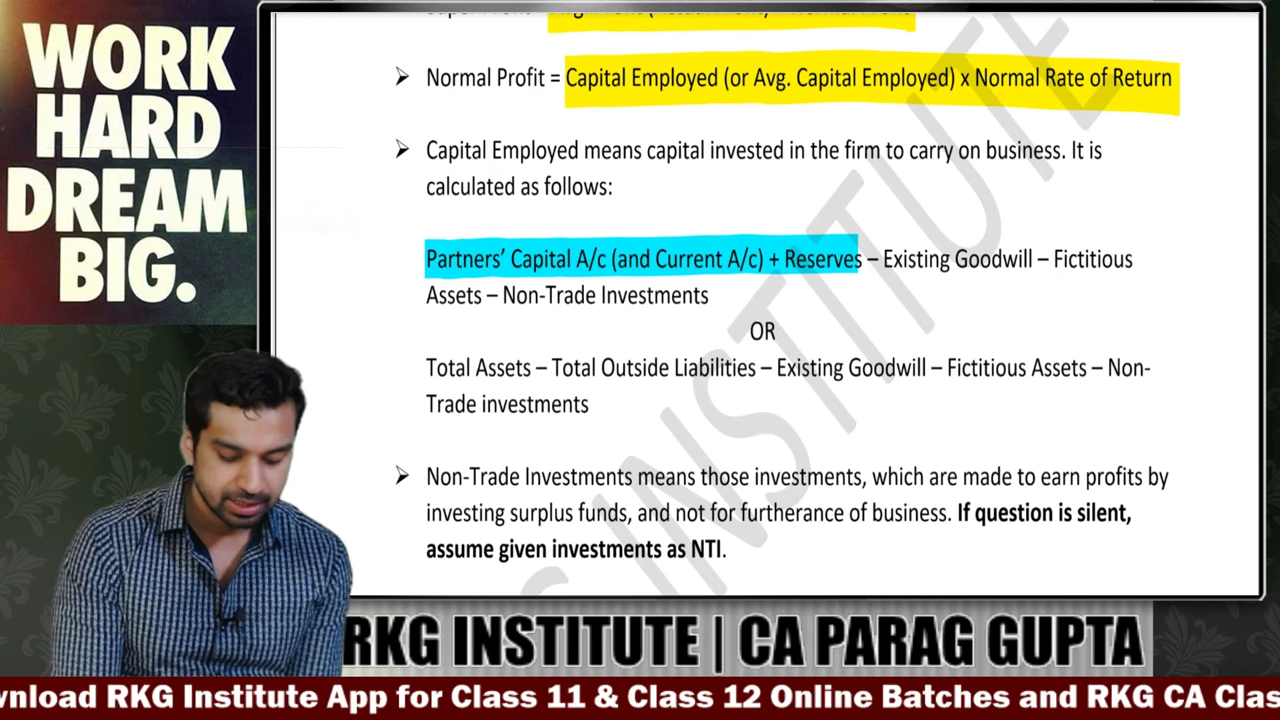 WORK
HARD
DREAM
BIG.
Normal Profit = Capital Employed (or Avg. Capital Employed) x Normal Rate of Return
Capital Employed means capital invested in the firm to carry on business. It is
calculated as follows:
Partners’ Capital A/c (and Current A/c) + Reserves – Existing Goodwill – Fictitious
Assets – Non-Trade Investments
OR
Total Assets – Total Outside Liabilities – Existing Goodwill – Fictitious Assets – Non-
Trade investments
Non-Trade Investments means those investments, which are made to earn profits by
investing surplus funds, and not for furtherance of business. If question is silent,
assume given investments as NTI.
INSTITUTE
RKG INSTITUTE | CA PARAG GUPTA
wnload RKG Institute App for Class 11 & Class 12 Online Batches and RKG CA Clas